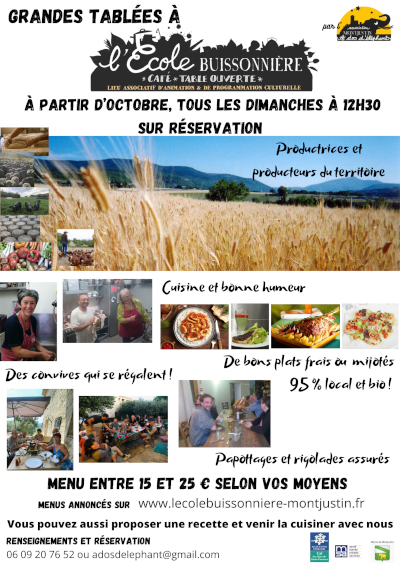 GRANDES TABLÉES À
par l'
association
MONTJUSTIN
l'École BUISSONNIÈRE
CAFÉ * TABLE OUVERTE
LIEU ASSOCIATIF D'ANIMATION & DE PROGRAMMATION CULTURELLE
À PARTIR D'OCTOBRE, TOUS LES DIMANCHES À 12H30
SUR RÉSERVATION
Productrices et
producteurs du territoire
Cuisine et bonne humeur
De bons plats frais ou mijotés
95 % local et bio !
Des convives qui se régalent !
Papottages et rigolades assurés
MENU ENTRE 15 ET 25 € SELON VOS MOYENS
MENUS ANNONCÉS SUR www.lecolebuissonniere-montjustin.fr
Vous pouvez aussi proposer une recette et venir la cuisiner avec nous
RENSEIGNEMENTS ET RÉSERVATION
06 09 20 76 52 ou adosdelephant@gmail.com